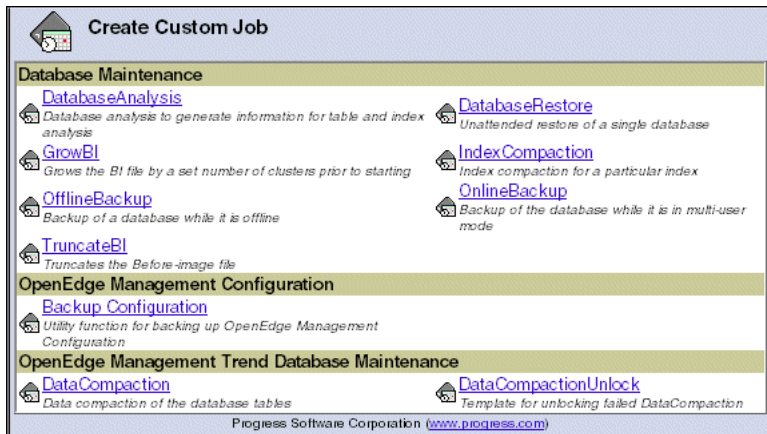 Create Custom Job
Database Maintenance
DatabaseAnalysis
Database analysis to generate information for table and index
analysis
DatabaseRestore
Unattended restore of a single database
GrowBI
Grows the BI file by a set number of clusters prior to starting
IndexCompaction
Index compaction for a particular index
OfflineBackup
Backup of a database while it is offline
OnlineBackup
Backup of the database while it is in multi-user
mode
TruncateBI
Truncates the Before-image file
OpenEdge Management Configuration
Backup Configuration
Utility function for backing up OpenEdge Management
Configuration
OpenEdge Management Trend Database Maintenance
DataCompaction
Data compaction of the database tables
DataCompactionUnlock
Template for unlocking failed DataCompaction
Progress Software Corporation (www.progress.com)